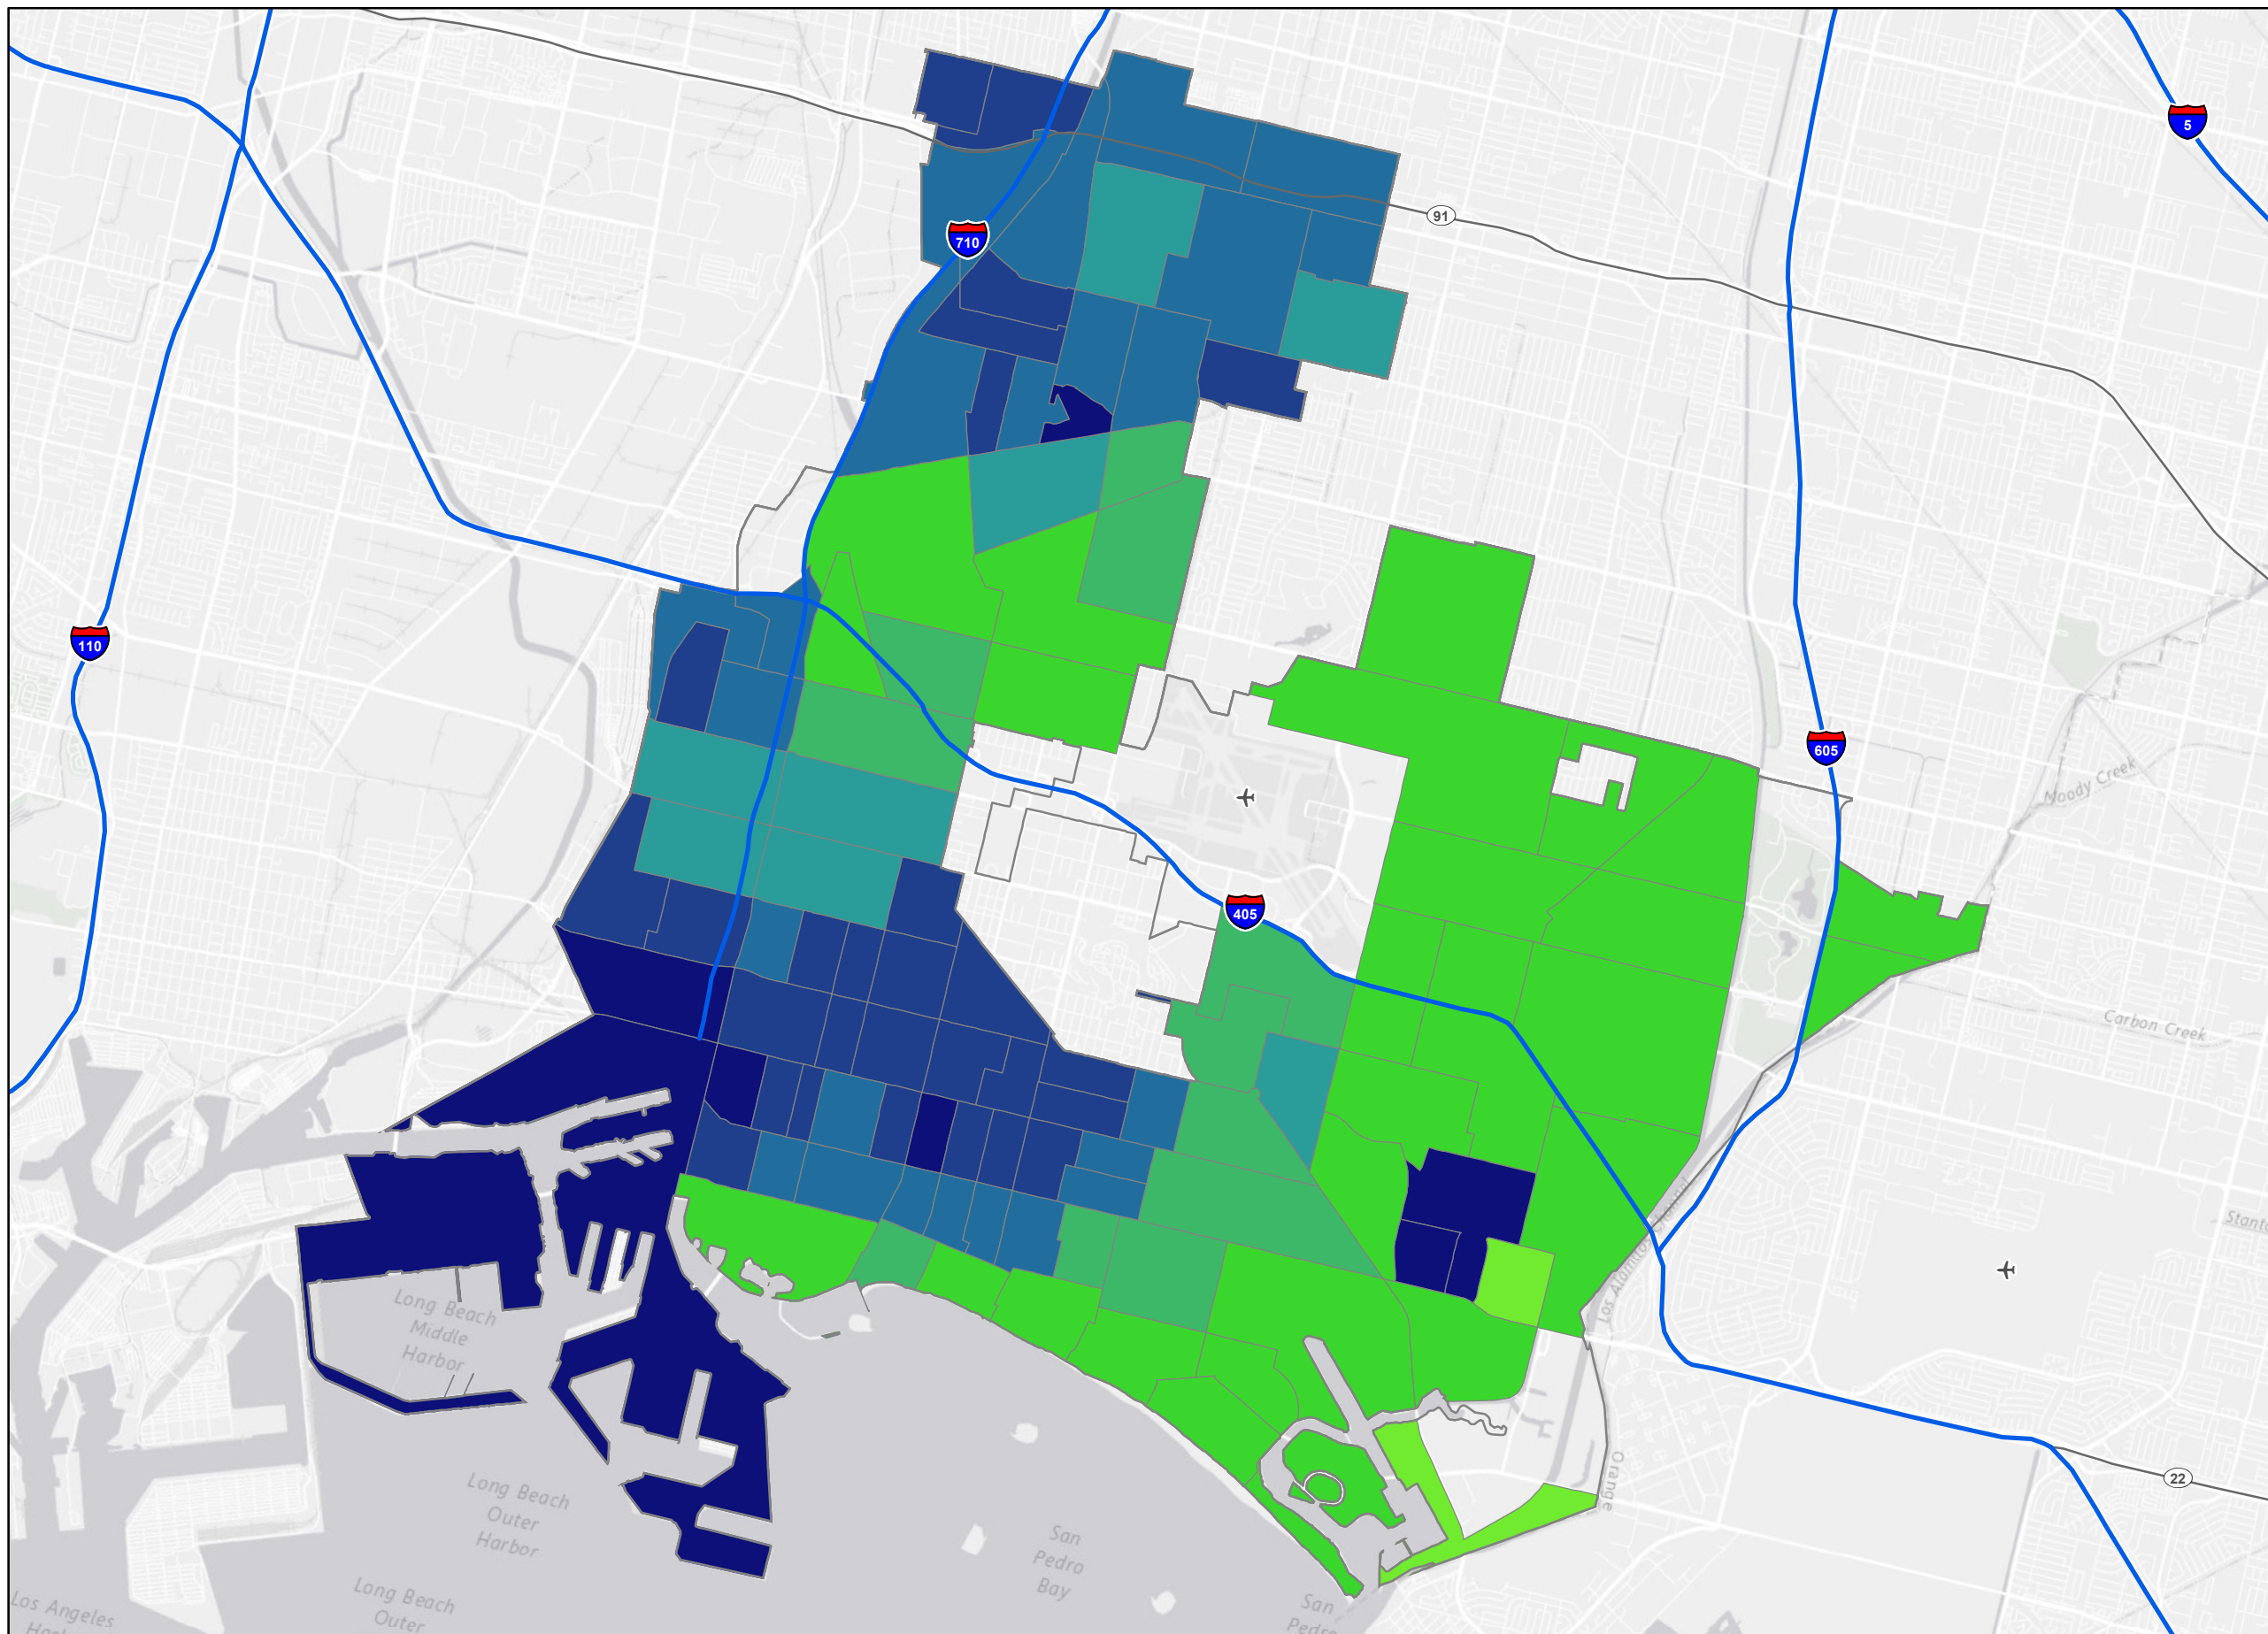 5
91
710
110
605
Moody Creek
405
Carbon Creek
Los Alamitos Channel
Long Beach
Middle
Harbor
Orange
22
Long Beach
Outer
Harbor
San
Pedro
Bay
Long Beach
Outer
Los Angeles
San